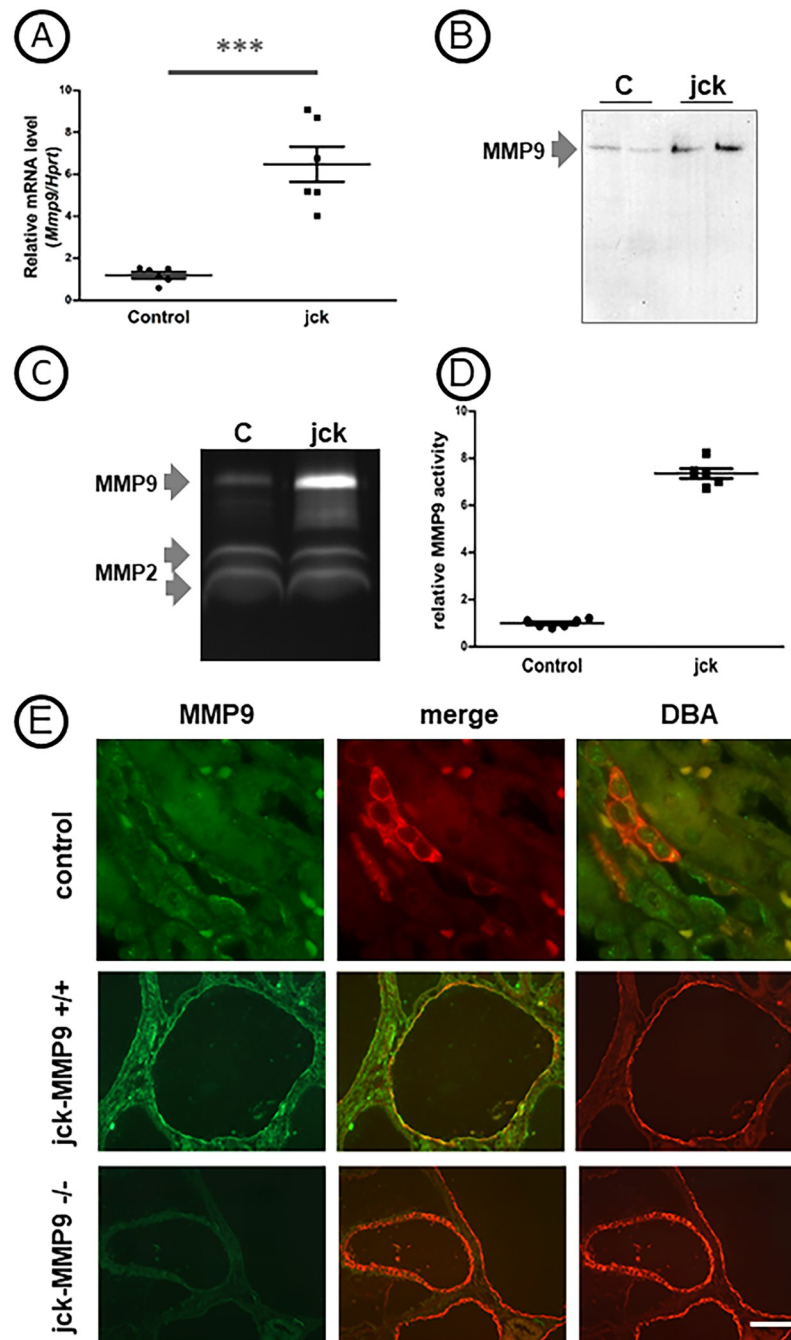 A
***
10
8
6
4
2
0
Relative mRNA level
(Mmp9/Hprt)
Control
jck
B
C
jck
MMP9
C
C
jck
MMP9
MMP2
D
10
8
6
4
2
0
relative MMP9 activity
Control
jck
E
MMP9
merge
DBA
control
jck-MMP9 +/+
jck-MMP9 -/-